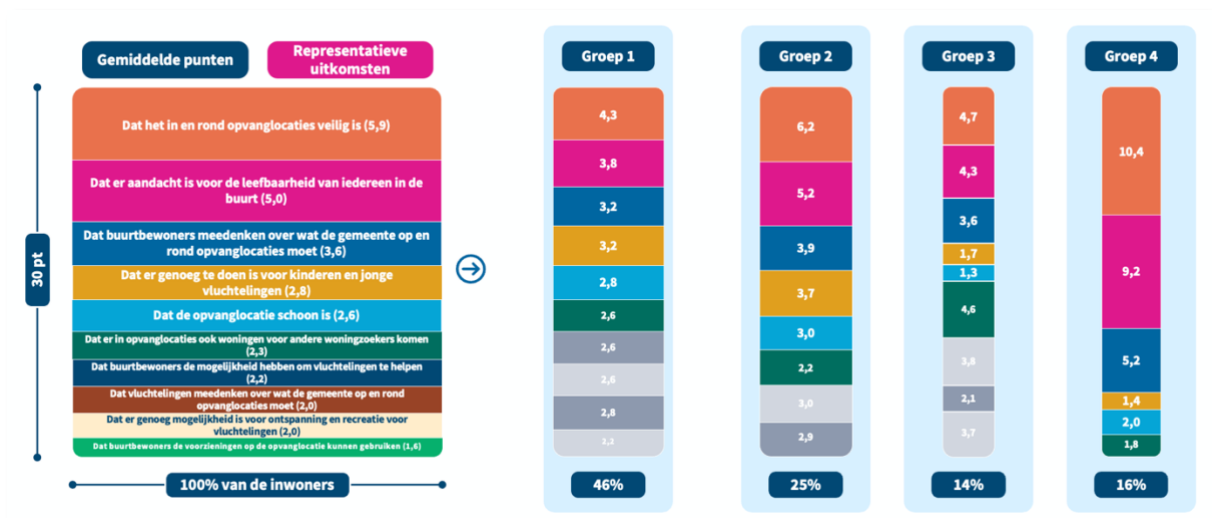 Gemiddelde punten
Representatieve
uitkomsten
Groep 1
Groep 2
Groep 3
Groep 4
30 pt
Dat het in en rond opvanglocaties veilig is (5,9)
Dat er aandacht is voor de leefbaarheid van iedereen in de
buurt (5,0)
Dat buurtbewoners meedenken over wat de gemeente op en
rond opvanglocaties moet (3,6)
Dat er genoeg te doen is voor kinderen en jonge
vluchtelingen (2,8)
Dat de opvanglocatie schoon is (2,6)
Dat er in opvanglocaties ook woningen voor andere woningzoekers komen
(2,3)
Dat buurtbewoners de mogelijkheid hebben om vluchtelingen te helpen
(2,2)
Dat vluchtelingen meedenken over wat de gemeente op en rond
opvanglocaties moet (2,0)
Dat er genoeg mogelijkheid is voor ontspanning en recreatie voor
vluchtelingen (2,0)
Dat buurtbewoners de voorzieningen op de opvanglocatie kunnen gebruiken (1,6)
100% van de inwoners
4,3
3,8
3,2
3,2
2,8
2,6
2,6
2,6
2,8
46%
6,2
5,2
3,9
3,7
3,0
2,2
3,0
2,9
25%
4,7
4,3
3,6
1,7
1,3
4,6
3,8
2,1
3,7
14%
10,4
9,2
5,2
1,4
2,0
1,8
16%